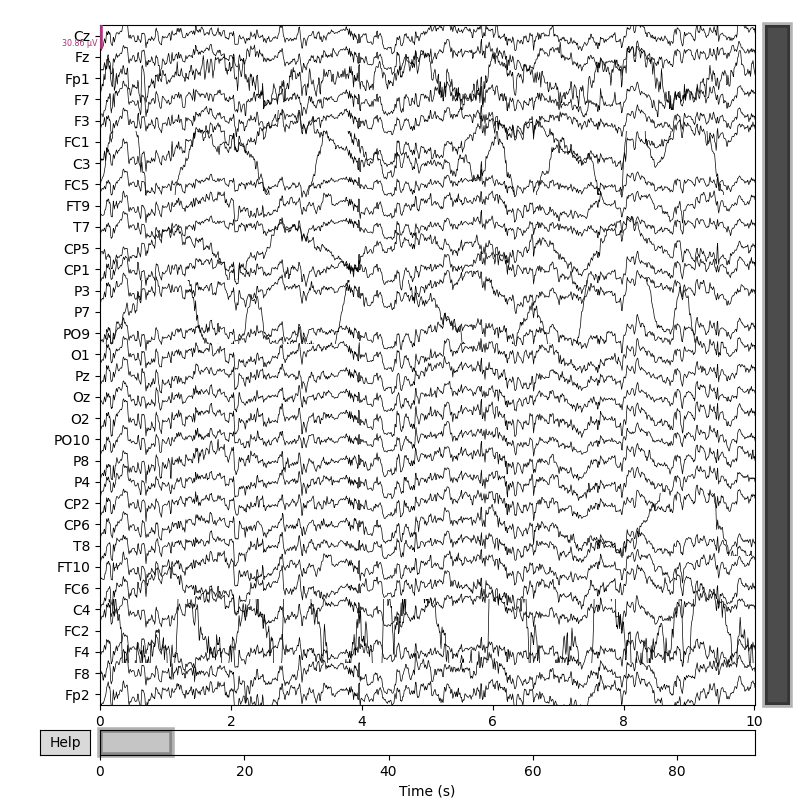 Cz
30.86 µV
Fz
Fp1
F7
F3
FC1
C3
FC5
FT9
T7
CP5
CP1
P3
P7
PO9
O1
Pz
Oz
O2
PO10
P8
P4
CP2
CP6
T8
FT10
FC6
C4
FC2
F4
F8
Fp2
0 2 4 6 8 10
Help
0 20 40 60 80
Time (s)